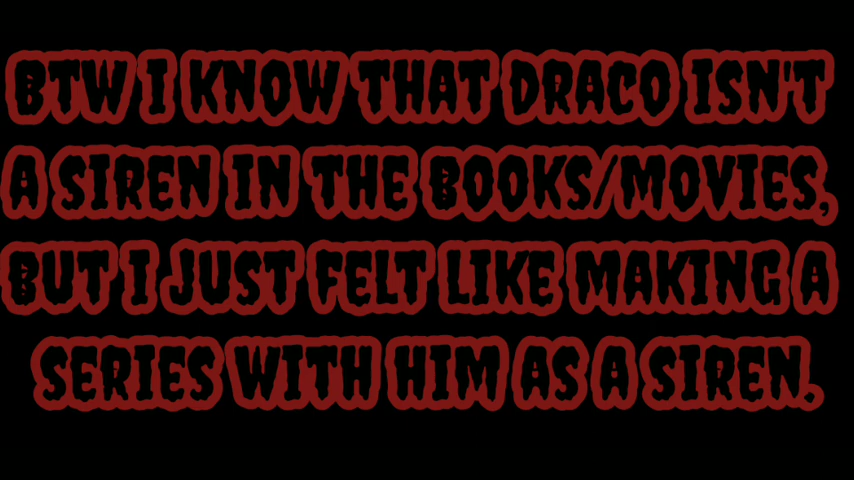 BTW I KNOW THAT DRACO ISN'T
A SIREN IN THE BOOKS/MOVIES,
BUT I JUST FELT LIKE MAKING A
SERIES WITH HIM AS A SIREN.